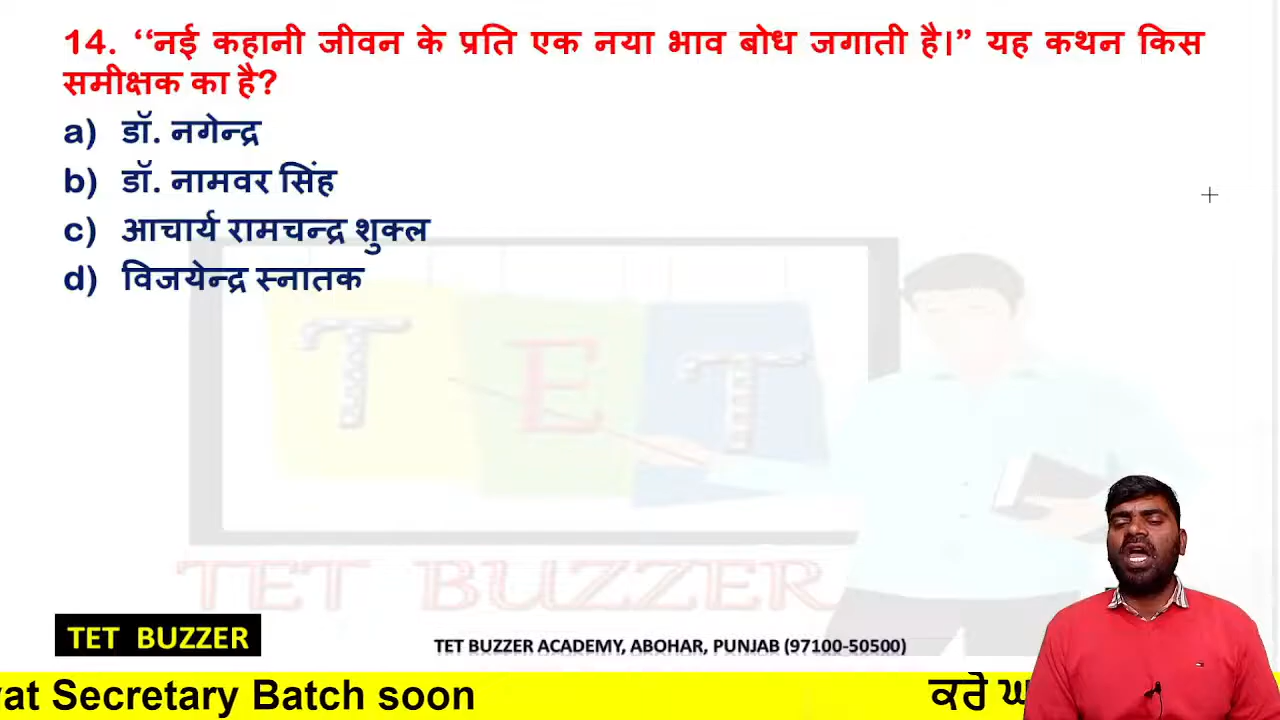 14. ‘‘नई कहानी जीवन के प्रति एक नया भाव बोध जगाती है।” यह कथन किस
समीक्षक का है?
a) डॉ. नगेन्द्र
b) डॉ. नामवर सिंह
c) आचार्य रामचन्द्र शुक्ल
d) विजयेन्द्र स्नातक
T E T
TET BUZZER
TET BUZZER
TET BUZZER ACADEMY, ABOHAR, PUNJAB (97100-50500)
yat Secretary Batch soon ਕਰੋ